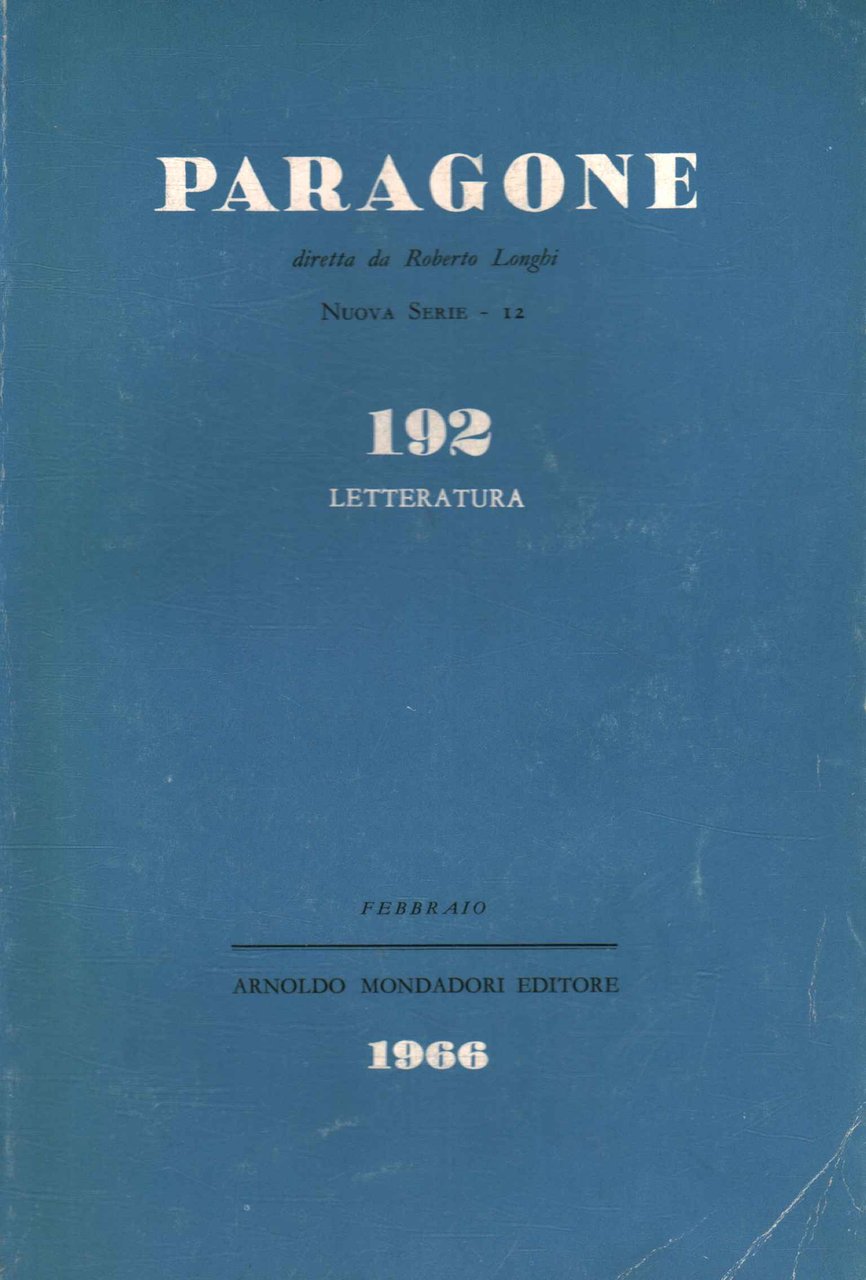 PARAGONE
diretta da Roberto Longhi
NUOVA SERIE - 12
192
LETTERATURA
FEBBRAIO
ARNOLDO MONDADORI EDITORE
1966